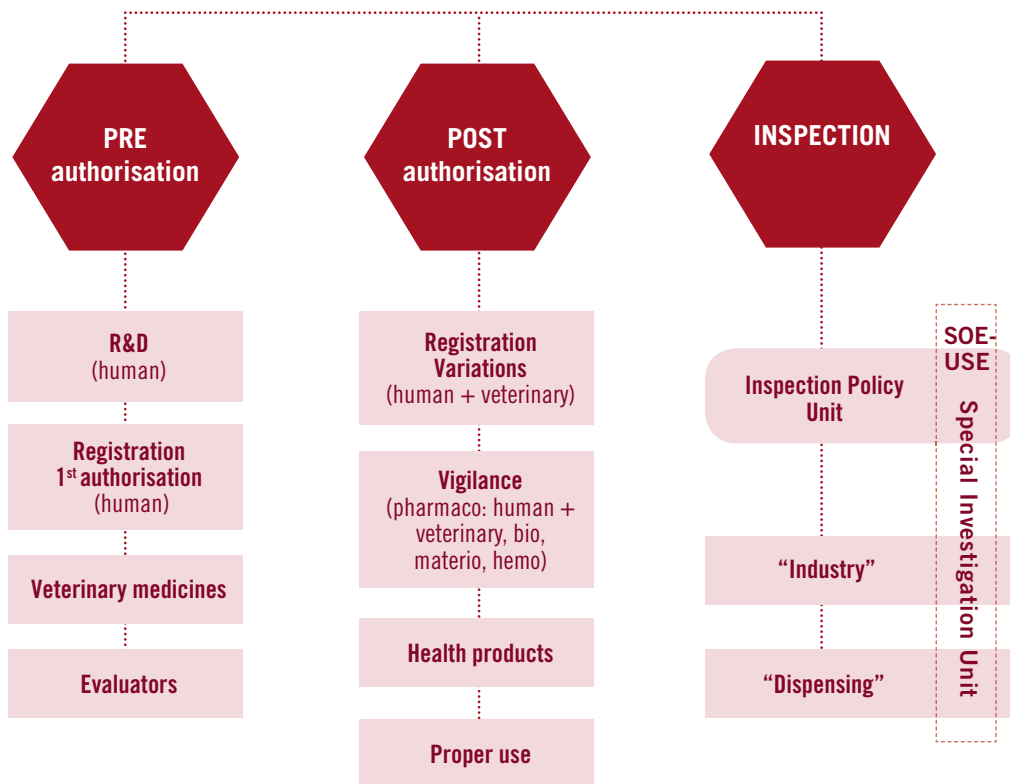 PRE
authorisation
R&D
(human)
Registration
1st authorisation
(human)
Veterinary medicines
Evaluators
POST
authorisation
Registration
Variations
(human + veterinary)
Vigilance
(pharmaco: human +
veterinary, bio,
materio, hemo)
Health products
Proper use
INSPECTION
Inspection Policy
Unit
“Industry”
“Dispensing”
SOE-
USE
Special Investigation Unit